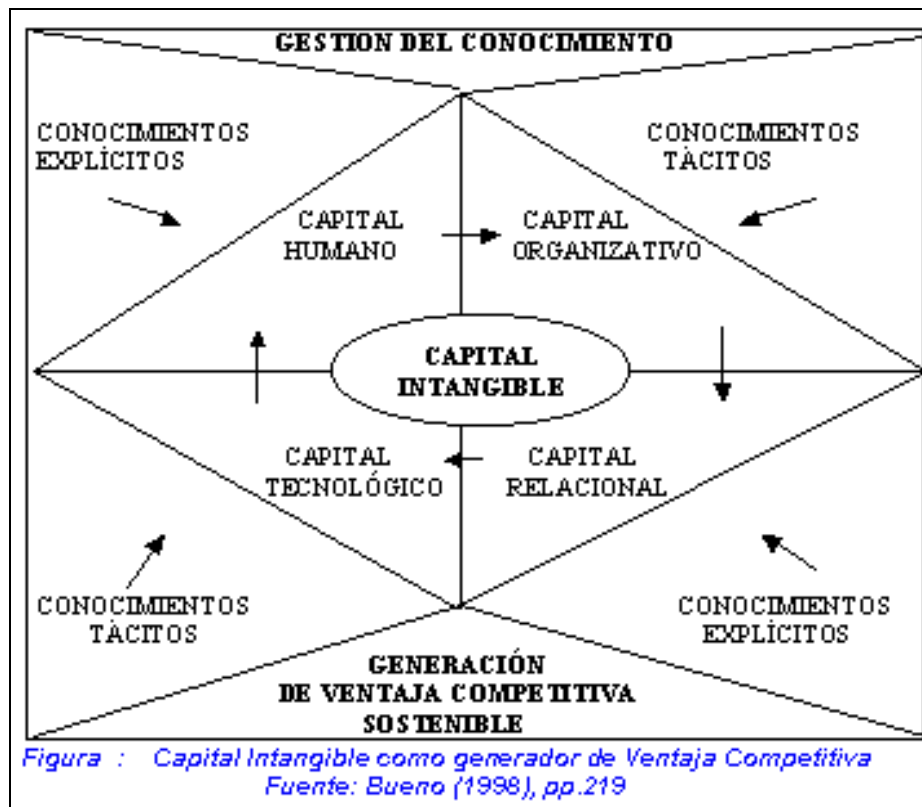 GESTION DEL CONOCIMIENTO
CONOCIMIENTOS
EXPLÍCITOS
CONOCIMIENTOS
TÀCITOS
CAPITAL
HUMANO
CAPITAL
ORGANIZATIVO
CAPITAL
INTANGIBLE
CAPITAL
TECNOLÓGICO
CAPITAL
RELACIONAL
CONOCIMIENTOS
TÀCITOS
CONOCIMIENTOS
EXPLÍCITOS
GENERACIÓN
DE VENTAJA COMPETITIVA
SOSTENIBLE
Figura : Capital Intangible como generador de Ventaja Competitiva
Fuente: Bueno (1998), pp.219